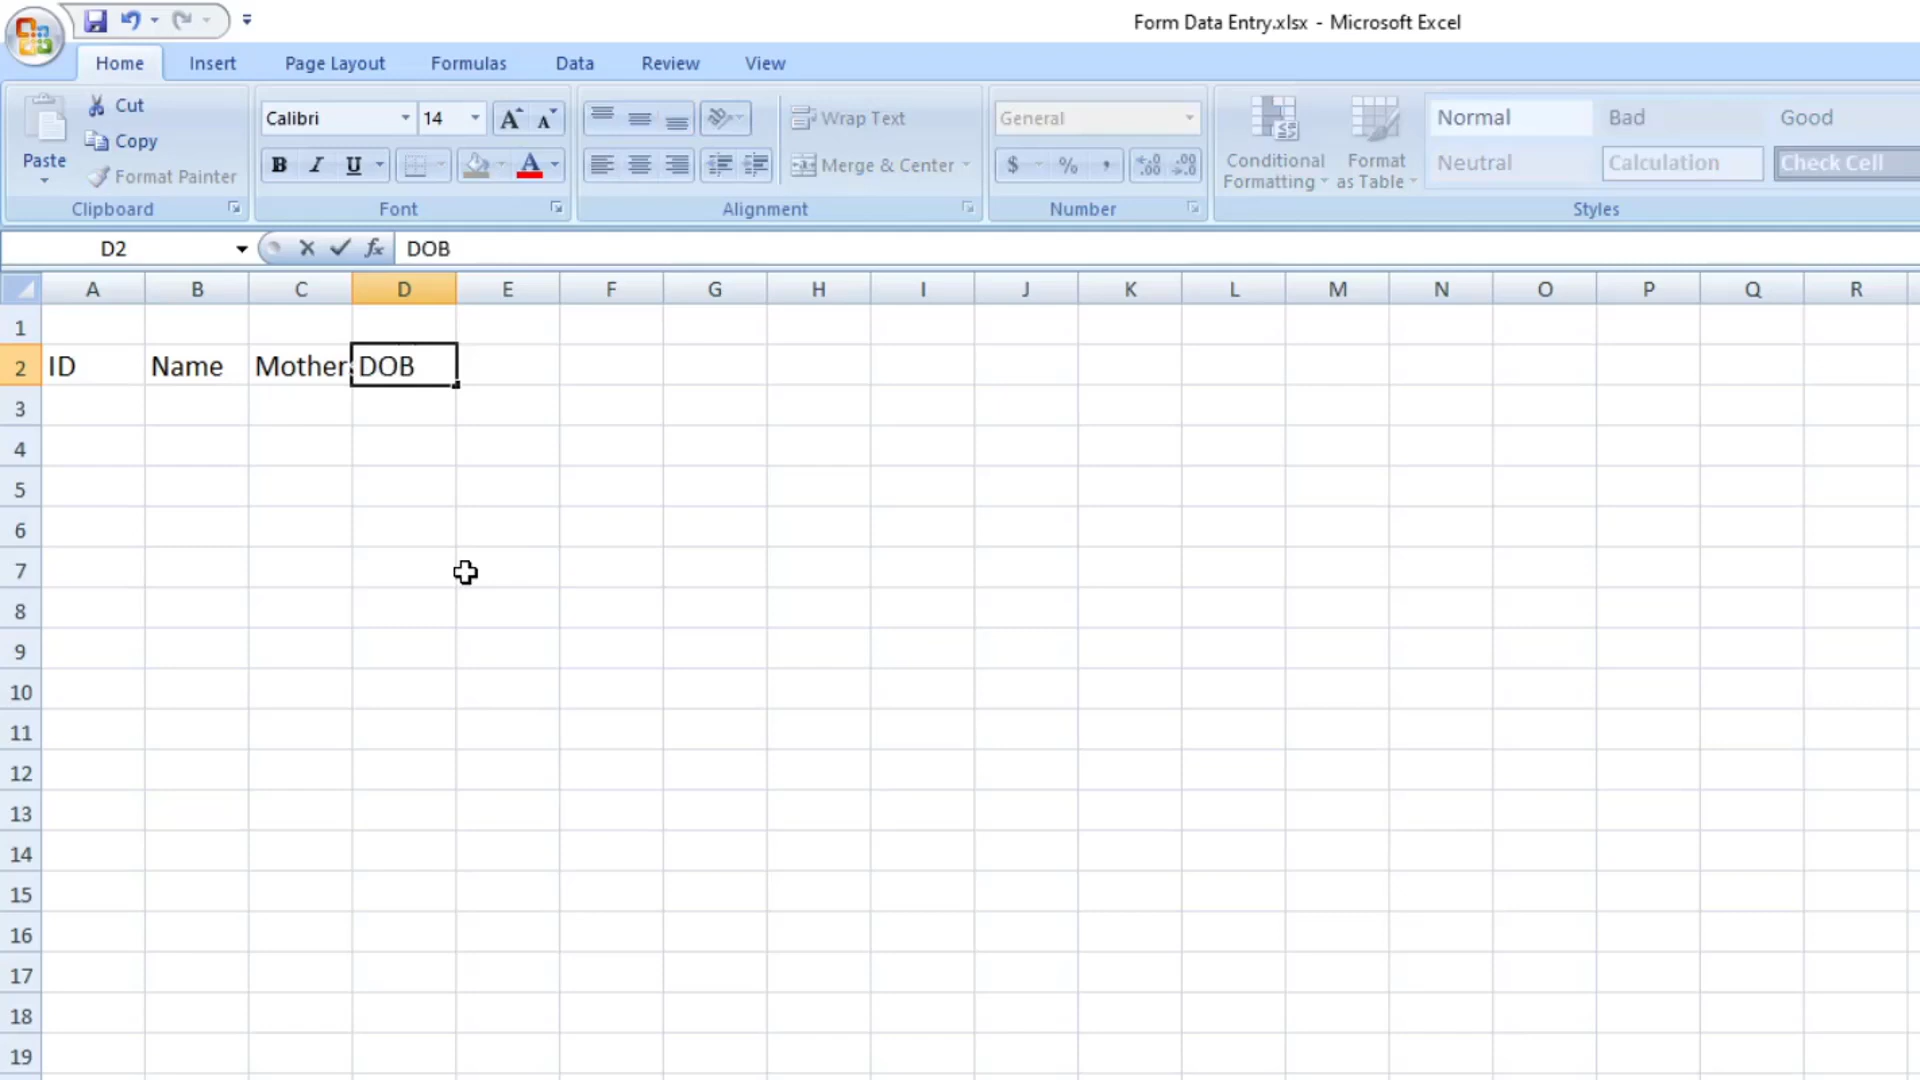 Form Data Entry.xlsx - Microsoft Excel
Home Insert Page Layout Formulas Data Review View
Paste
Cut
Copy
Format Painter
Clipboard
Calibri 14
B I U
Font
Wrap Text
Merge & Center
Alignment
General
$ % ,
Number
Conditional Formatting
Format as Table
Normal Bad Good
Neutral Calculation Check Cell
Styles
D2 fx DOB
A B C D E F G H I J K L M N O P Q R
1
2 ID Name Mother DOB
3
4
5
6
7
8
9
10
11
12
13
14
15
16
17
18
19